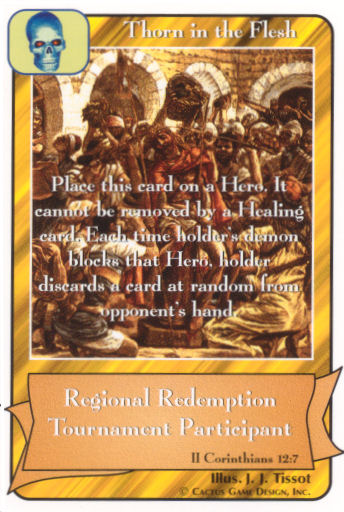 Thorn in the Flesh
Place this card on a Hero. It
cannot be removed by a Healing
card. Each time holder's demon
blocks that Hero, holder
discards a card at random from
opponent's hand.
Regional Redemption
Tournament Participant
II Corinthians 12:7
Illus. J. J. Tissot
© Cactus Game Design, Inc.